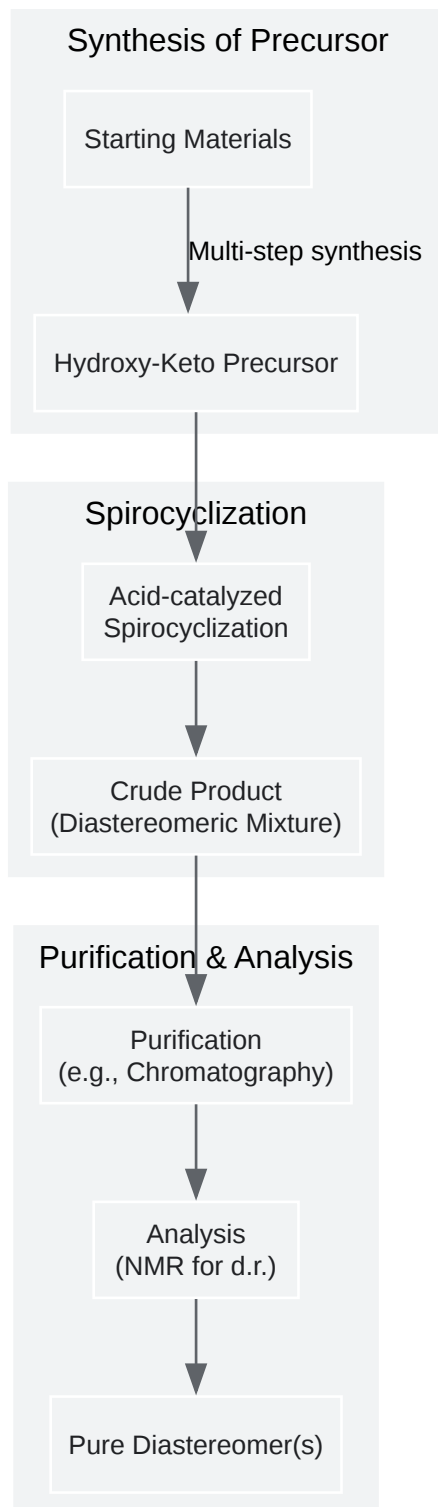 Synthesis of Precursor
Starting Materials
Multi-step synthesis
Hydroxy-Keto Precursor
Spirocyclization
Acid-catalyzed
Spirocyclization
Crude Product
(Diastereomeric Mixture)
Purification & Analysis
Purification
(e.g., Chromatography)
Analysis
(NMR for d.r.)
Pure Diastereomer(s)